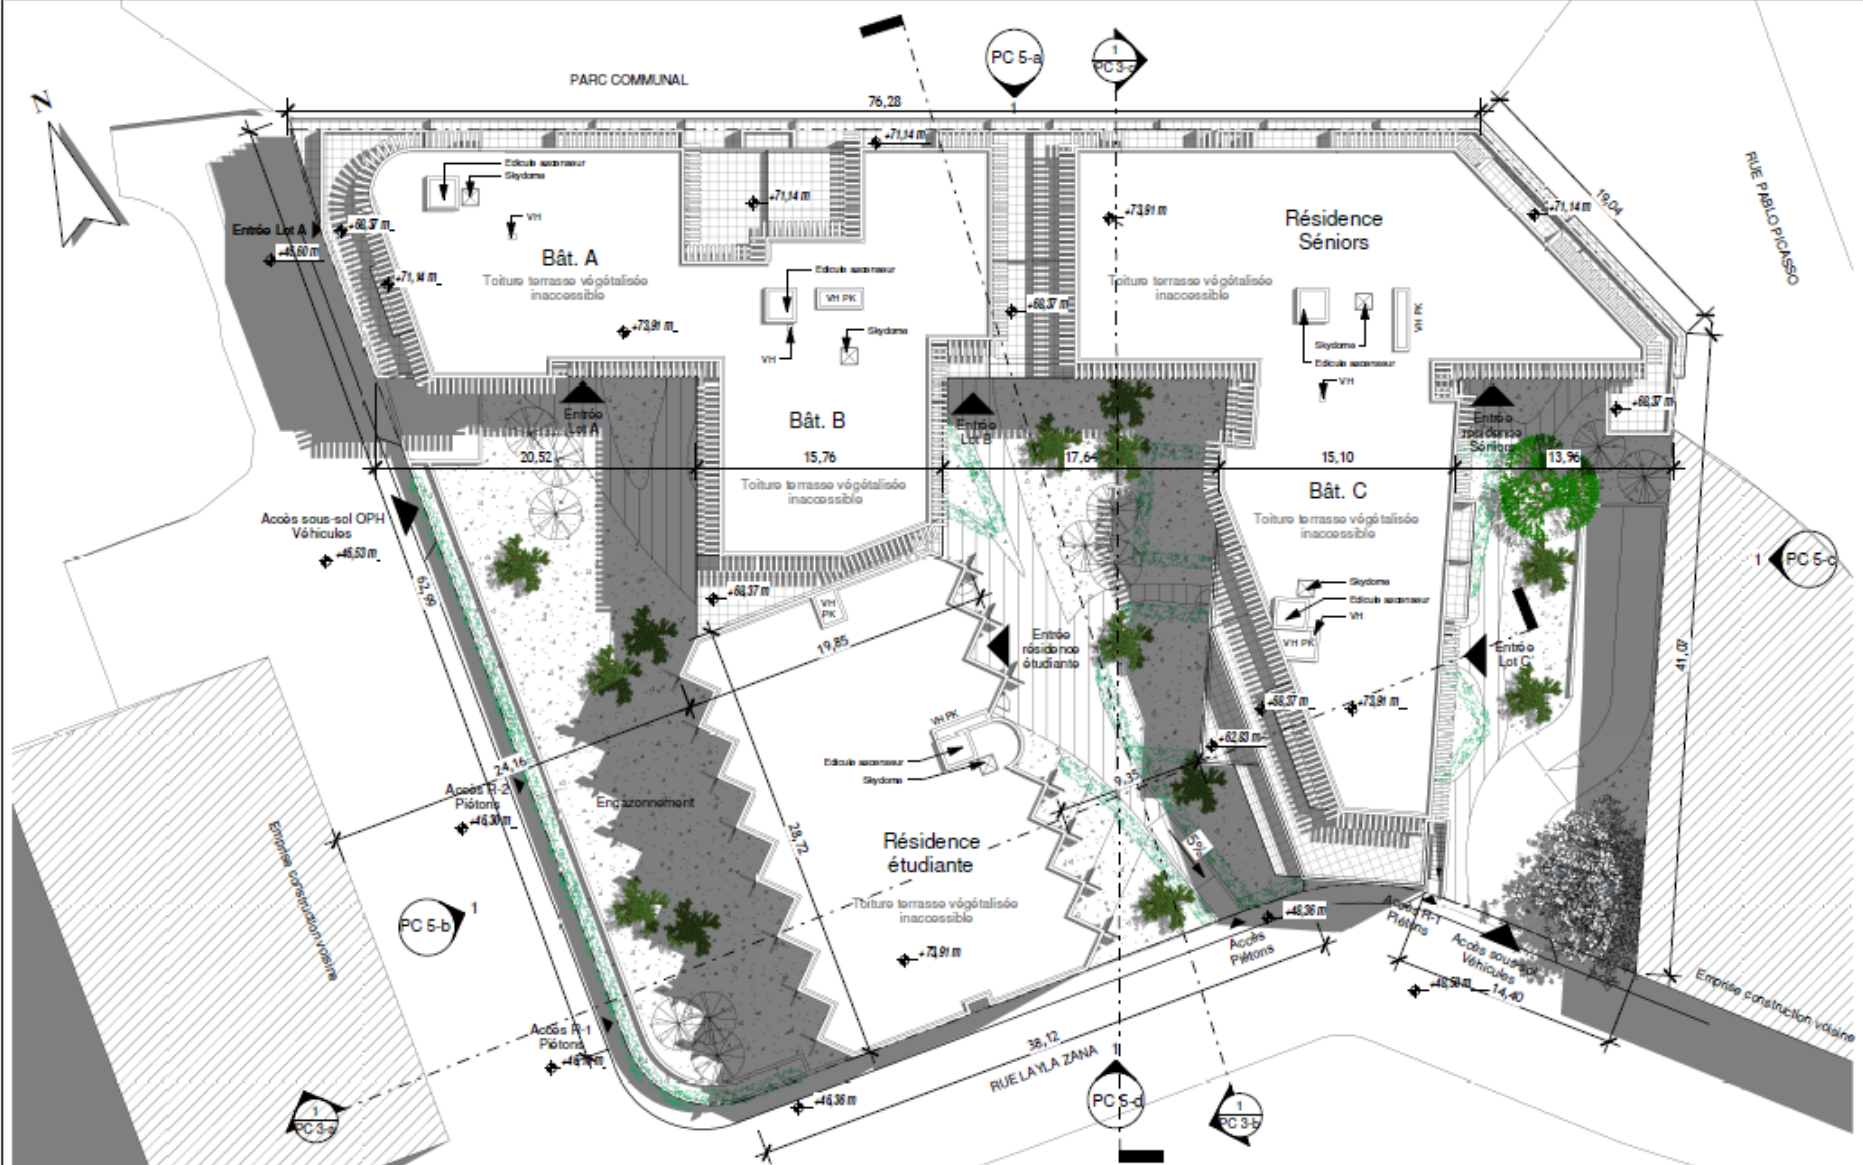 PC 5-a
1
1
PC 3-c
PARC COMMUNAL
76,28
N
+71,14 m
Edicule ascenseur
Skydome
RUE PABLO PICASSO
19,04
+71,14 m
+73,91 m
Résidence
Séniors
+71,14 m
VH
Entrée Lot A
+68,37 m
+46,60 m
Bât. A
Toiture terrasse végétalisée
inaccessible
+71,14 m
Edicule ascenseur
VH PK
Toiture terrasse végétalisée
inaccessible
+68,37 m
VH PK
+73,91 m
Skydome
VH
Skydome
Edicule ascenseur
VH
Entrée
Lot A
Bât. B
Entrée
Lot B
+68,37 m
Entrée
résidence
Séniors
20,52
15,76
17,64
15,10
13,96
Toiture terrasse végétalisée
inaccessible
Bât. C
Toiture terrasse végétalisée
inaccessible
Accès sous-sol OPH
Véhicules
+46,53 m
62,99
1
PC 5-c
Skydome
Edicule ascenseur
VH
VH PK
+68,37 m
VH
PK
19,85
Entrée
résidence
étudiante
Entrée
Lot C
41,07
+68,37 m
+73,91 m
+62,83 m
VH PK
Edicule ascenseur
Skydome
9,35
24,16
Accès R-2
Piétons
+46,30 m
Engazonnement
28,72
Emprise construction voisine
Résidence
étudiante
5%
Toiture terrasse végétalisée
inaccessible
PC 5-b
1
+73,91 m
+48,36 m
Accès
Piétons
Accès R-1
Piétons
Accès sous-sol
Véhicules
14,40
Emprise construction voisine
Accès R-1
Piétons
38,12
RUE LAYLA ZANA
+46,36 m
1
PC 5-d
1
PC 3-a
1
PC 3-b